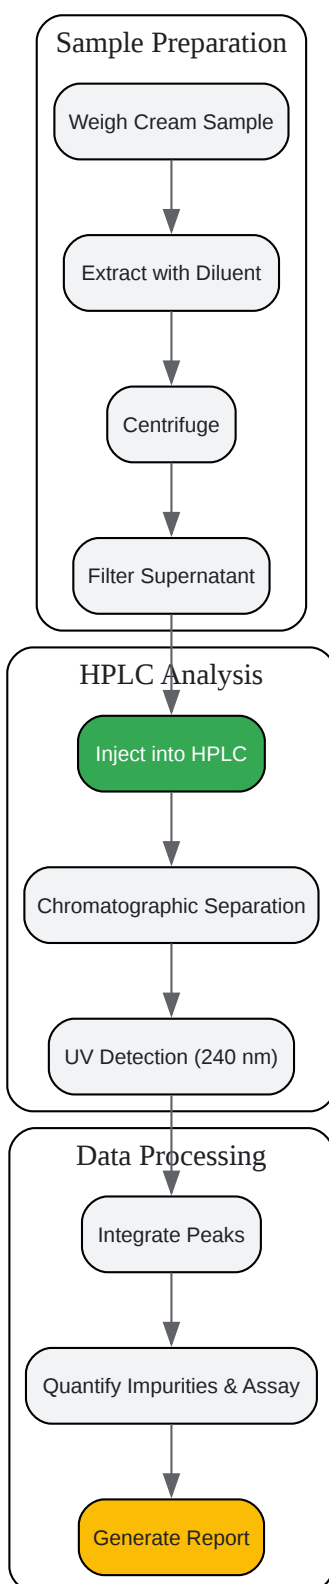 Sample Preparation
Weigh Cream Sample
Extract with Diluent
Centrifuge
Filter Supernatant
HPLC Analysis
Inject into HPLC
Chromatographic Separation
UV Detection (240 nm)
Data Processing
Integrate Peaks
Quantify Impurities & Assay
Generate Report